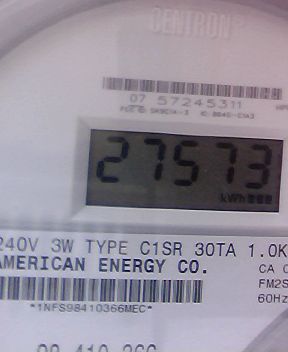 CENTRON®
07 57245311
27573
kWh
240V 3W TYPE C1SR 30TA 1.0K
AMERICAN ENERGY CO.
CA
FM2S
60Hz
*1NFS98410366MEC*